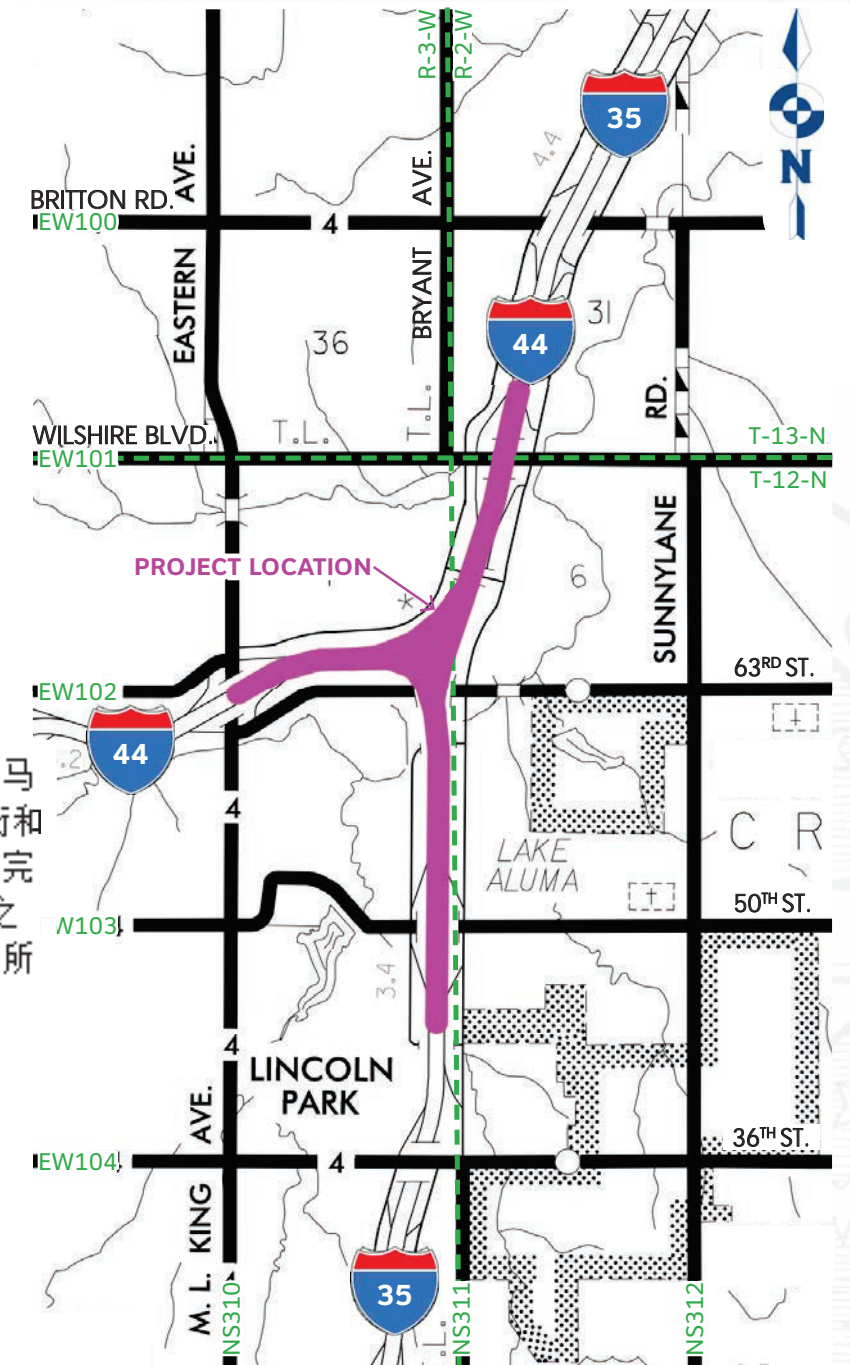 R-3-W
R-2-W
35
N
4.4
BRITTON RD.
EASTERN AVE.
BRYANT AVE.
EW100
4
31
36
44
T.L.
T.L.
RD.
WILSHIRE BLVD.
EW101
T-13-N
T-12-N
SUNNYLANE
PROJECT LOCATION
*
6
63RD ST.
EW102
44
.2
4
马
和
完
之
所
C R
LAKE
ALUMA
50TH ST.
W103
3.4
4
LINCOLN
PARK
M. L. KING AVE.
36TH ST.
EW104
4
35
NS310
NS311
NS312
L.